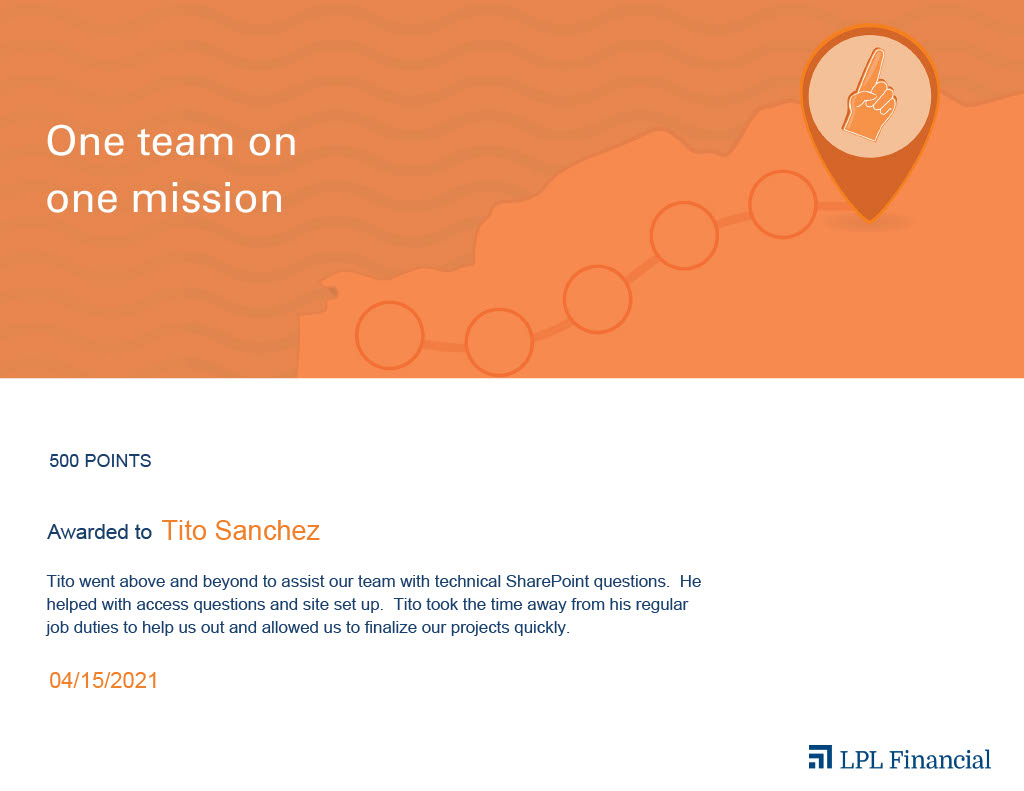 One team on
one mission
500 POINTS
Awarded to Tito Sanchez
Tito went above and beyond to assist our team with technical SharePoint questions.  He
helped with access questions and site set up.  Tito took the time away from his regular
job duties to help us out and allowed us to finalize our projects quickly.
04/15/2021
LPL Financial